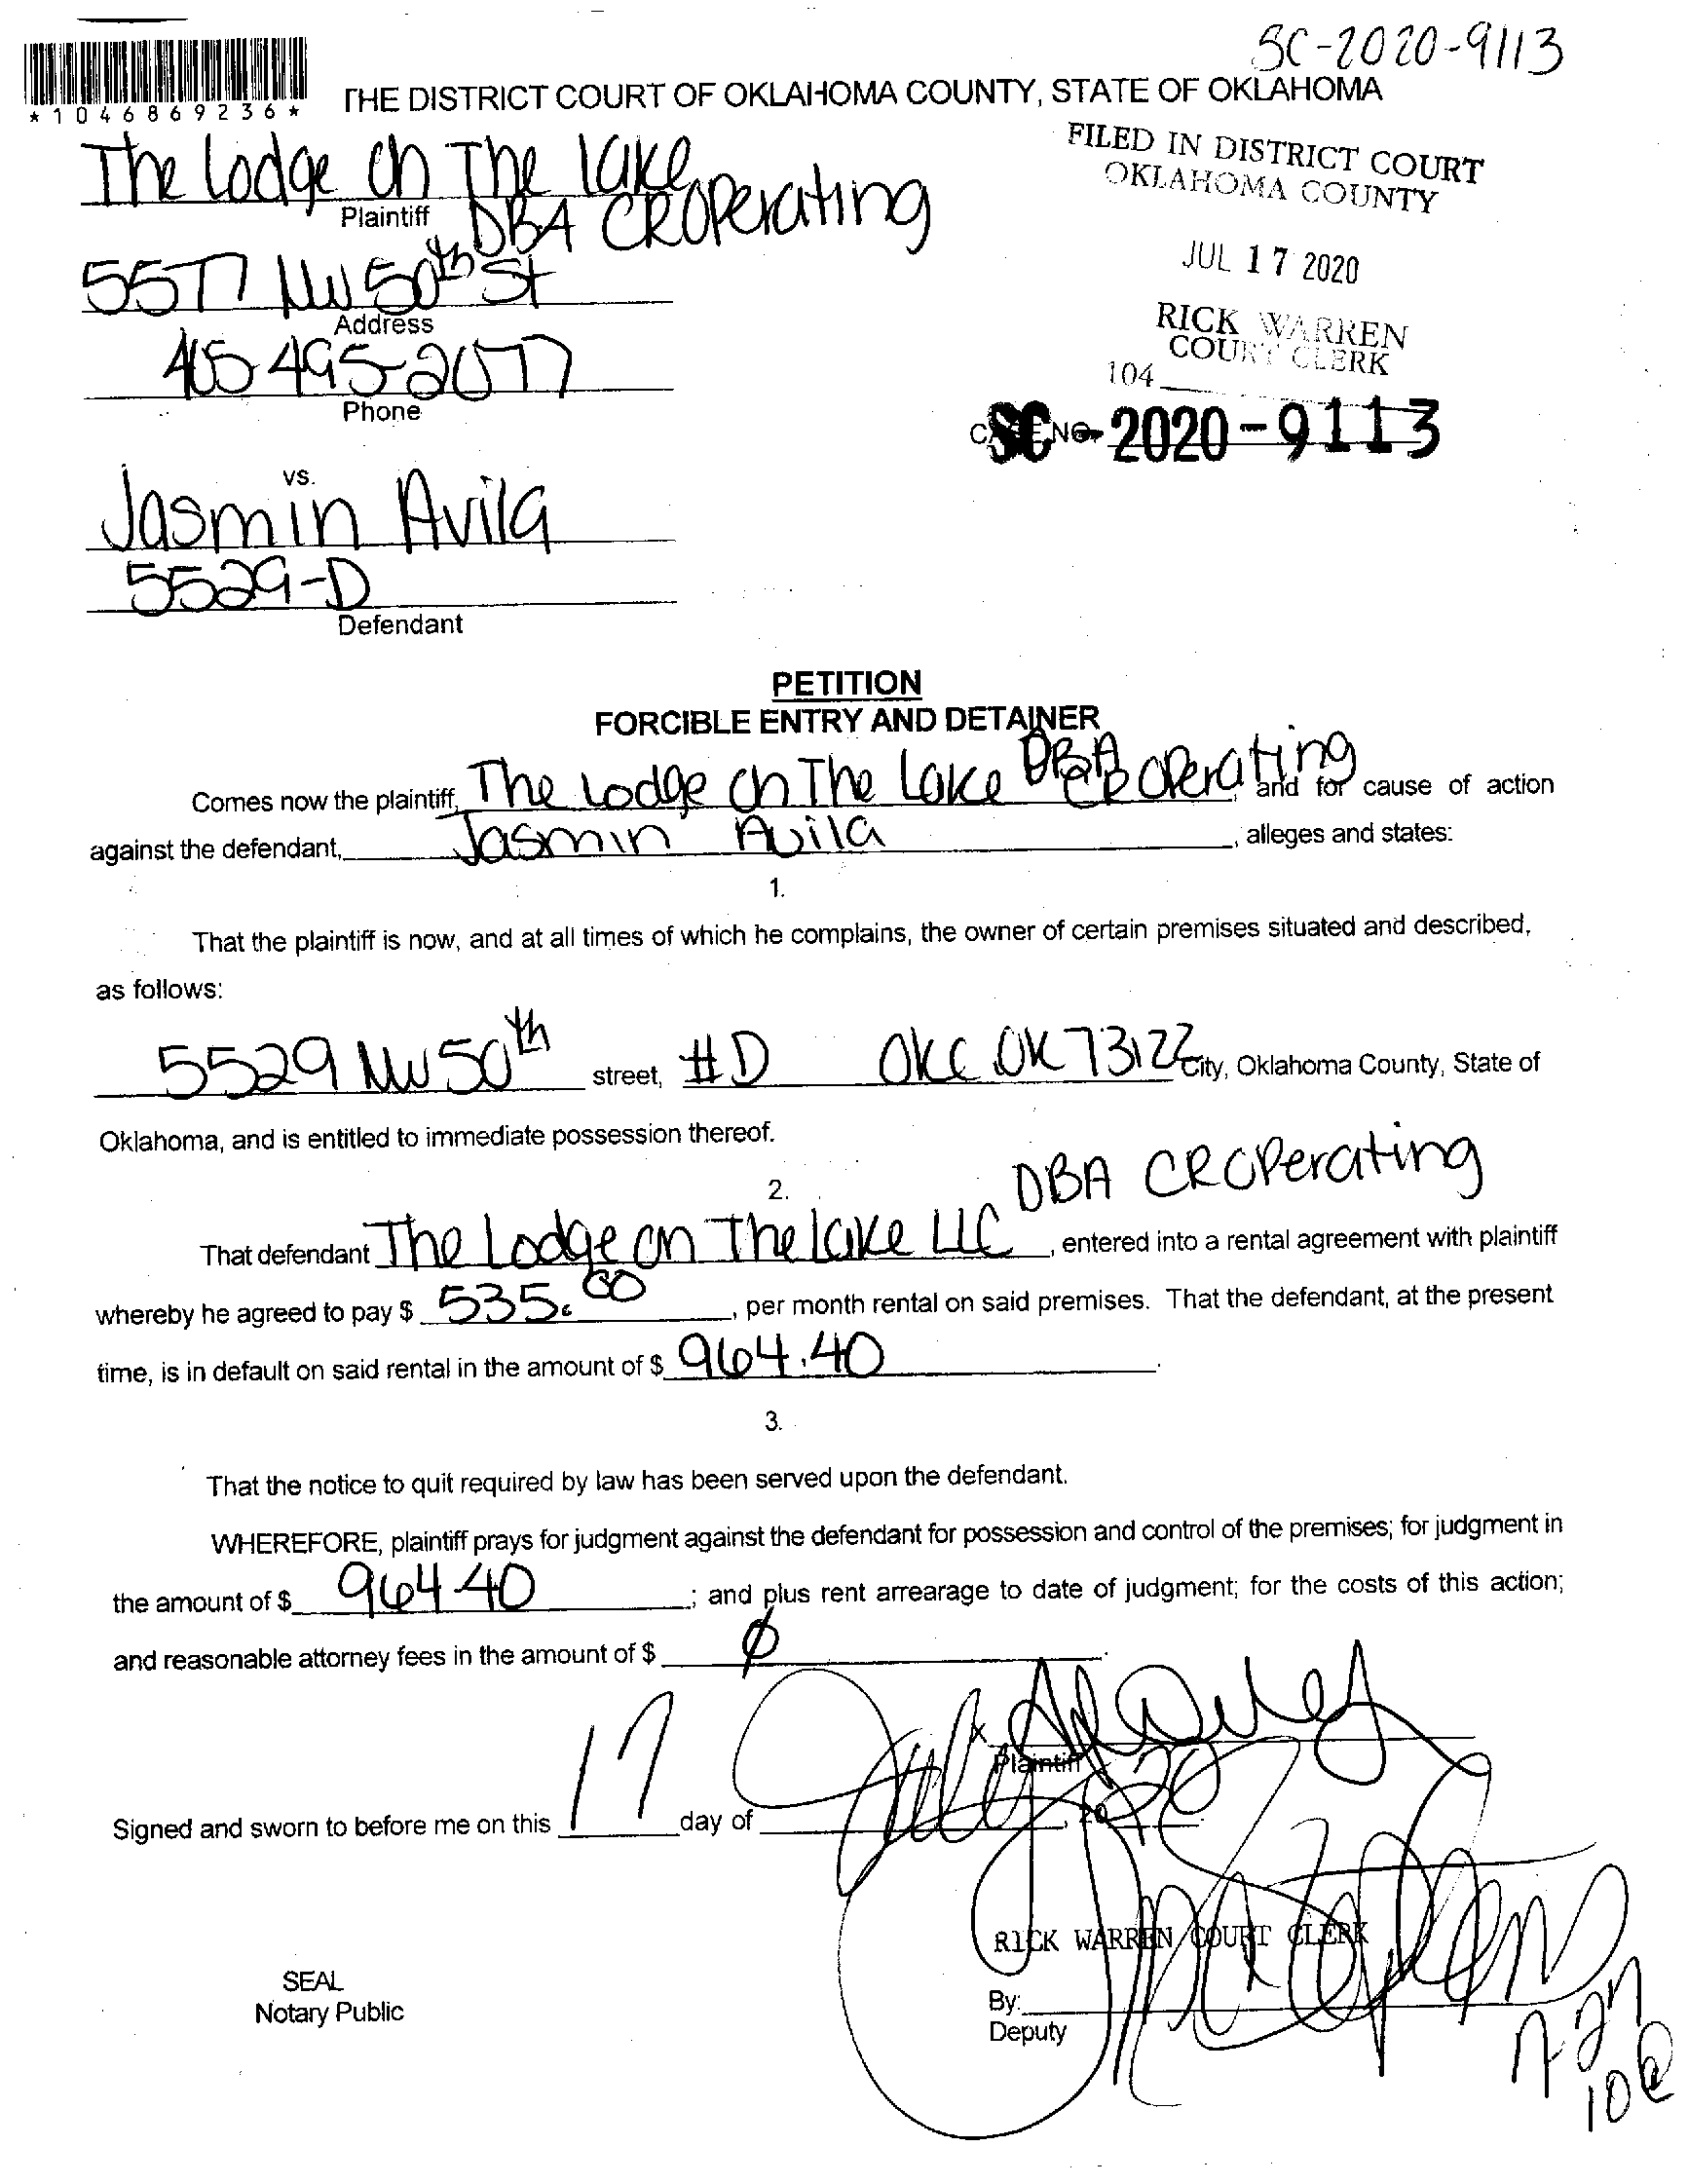 SC-2020-9113
*1046869236*
THE DISTRICT COURT OF OKLAHOMA COUNTY, STATE OF OKLAHOMA
FILED IN DISTRICT COURT
OKLAHOMA COUNTY
JUL 17 2020
RICK WARREN
COURT CLERK
104
The Lodge on The Lake
Plaintiff
DBA CROperating
5577 NW 50th St
Address
405-495-2077
Phone
CASE NO.
SC-2020-9113
vs.
Jasmin Avila
5529-D
Defendant
PETITION
FORCIBLE ENTRY AND DETAINER
Comes now the plaintiff, The Lodge on The Lake DBA CR Operating, and for cause of action
against the defendant, Jasmin Avila, alleges and states:
1.
That the plaintiff is now, and at all times of which he complains, the owner of certain premises situated and described,
as follows:
5529 NW 50th street, #D OKC OK 73122 City, Oklahoma County, State of
Oklahoma, and is entitled to immediate possession thereof.
2.
DBA CROperating
That defendant The Lodge on The Lake LLC, entered into a rental agreement with plaintiff
whereby he agreed to pay $ 535.00, per month rental on said premises. That the defendant, at the present
time, is in default on said rental in the amount of $ 964.40.
3.
That the notice to quit required by law has been served upon the defendant.
WHEREFORE, plaintiff prays for judgment against the defendant for possession and control of the premises; for judgment in
the amount of $ 964.40; and plus rent arrearage to date of judgment; for the costs of this action;
and reasonable attorney fees in the amount of $ ∅.
X
Plaintiff
Signed and sworn to before me on this 17 day of July, 2020.
RICK WARREN COURT CLERK
SEAL
Notary Public
By:
Deputy
7-27
10@